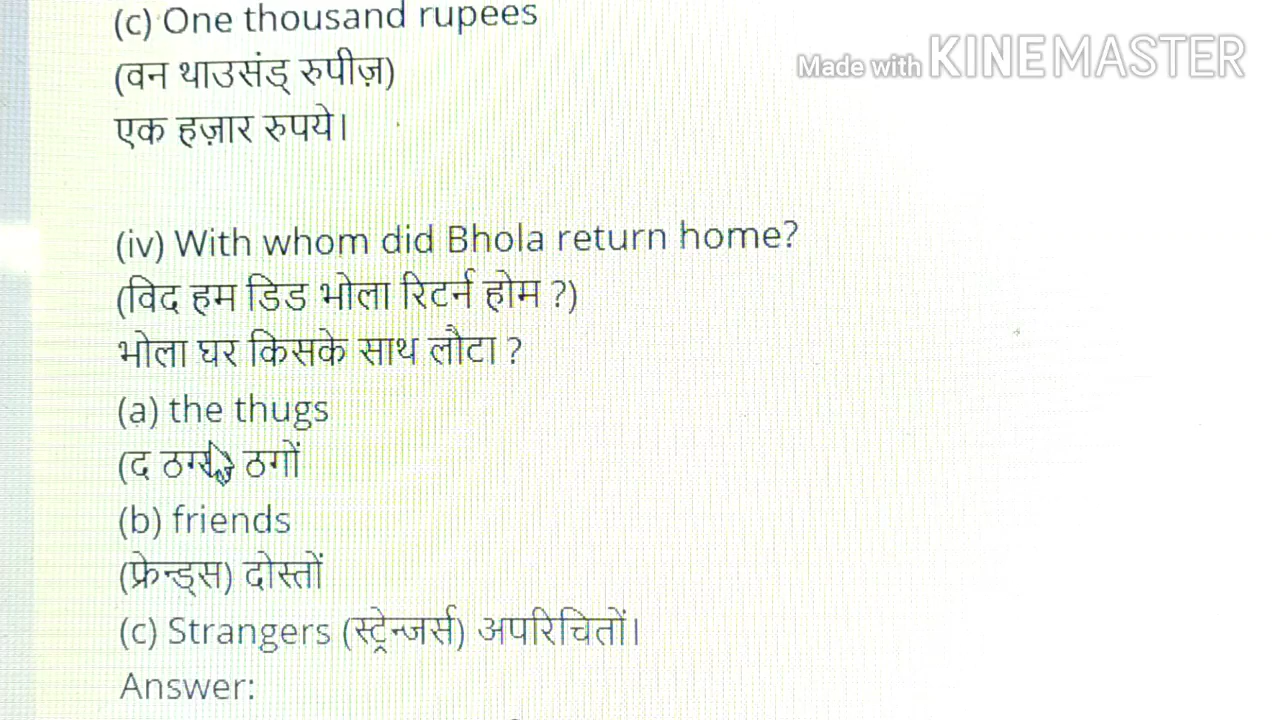 (c) One thousand rupees
Made with KINEMASTER
(वन थाउसंड् रुपीज़)
एक हज़ार रुपये।
(iv) With whom did Bhola return home?
(विद हूम डिड भोला रिटर्न होम ?)
भोला घर किसके साथ लौटा ?
(a) the thugs
(द ठगों
(b) friends
(फ्रेन्ड्स) दोस्तों
(c) Strangers (स्ट्रेन्जर्स) अपरिचितों।
Answer: